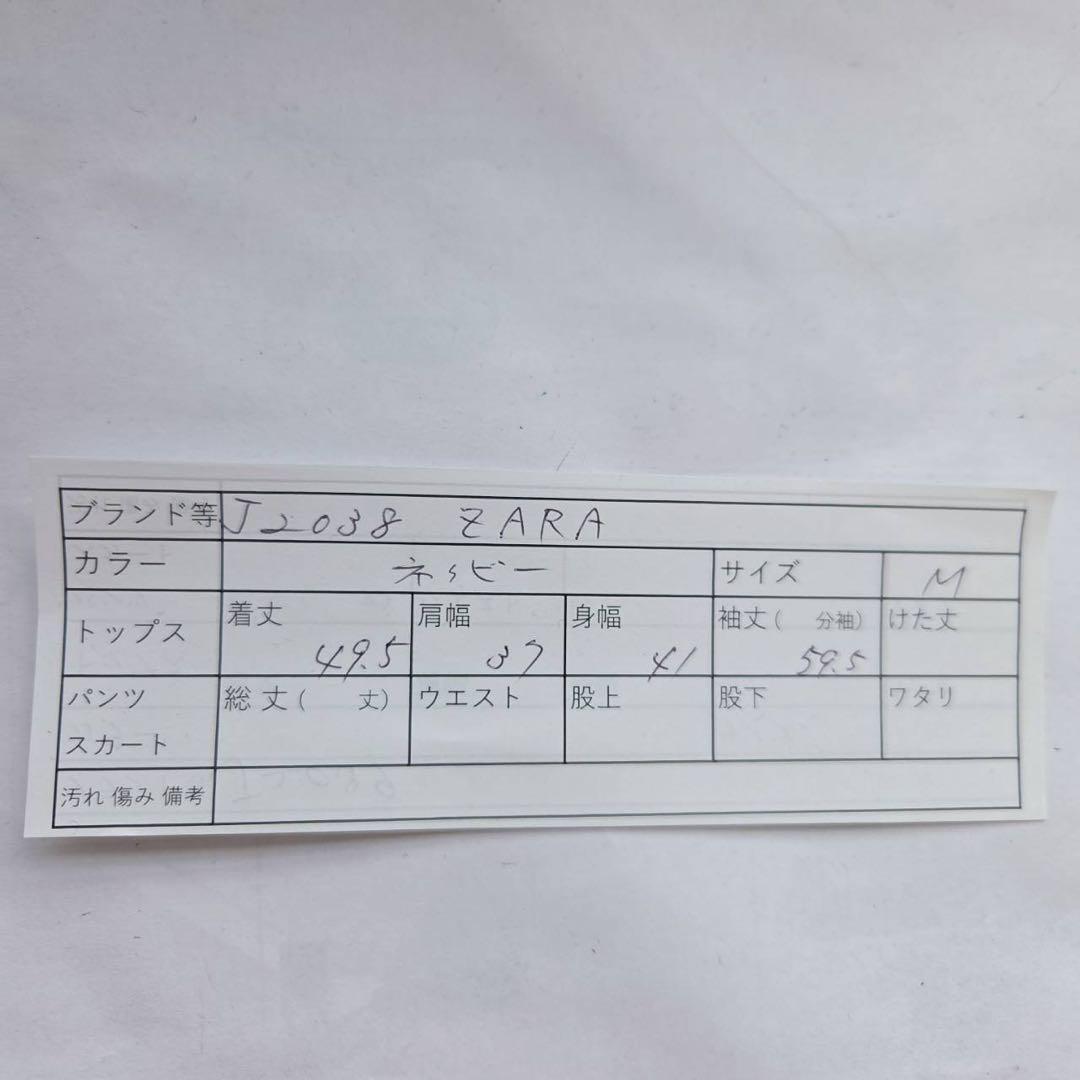 ブランド等 J2038 ZARA
カラー ネイビー サイズ M
トップス 着丈 49.5 肩幅 37 身幅 41 袖丈( 分袖) 59.5 けた丈
パンツ スカート 総丈( 丈) ウエスト 股上 股下 ワタリ
汚れ 傷み 備考